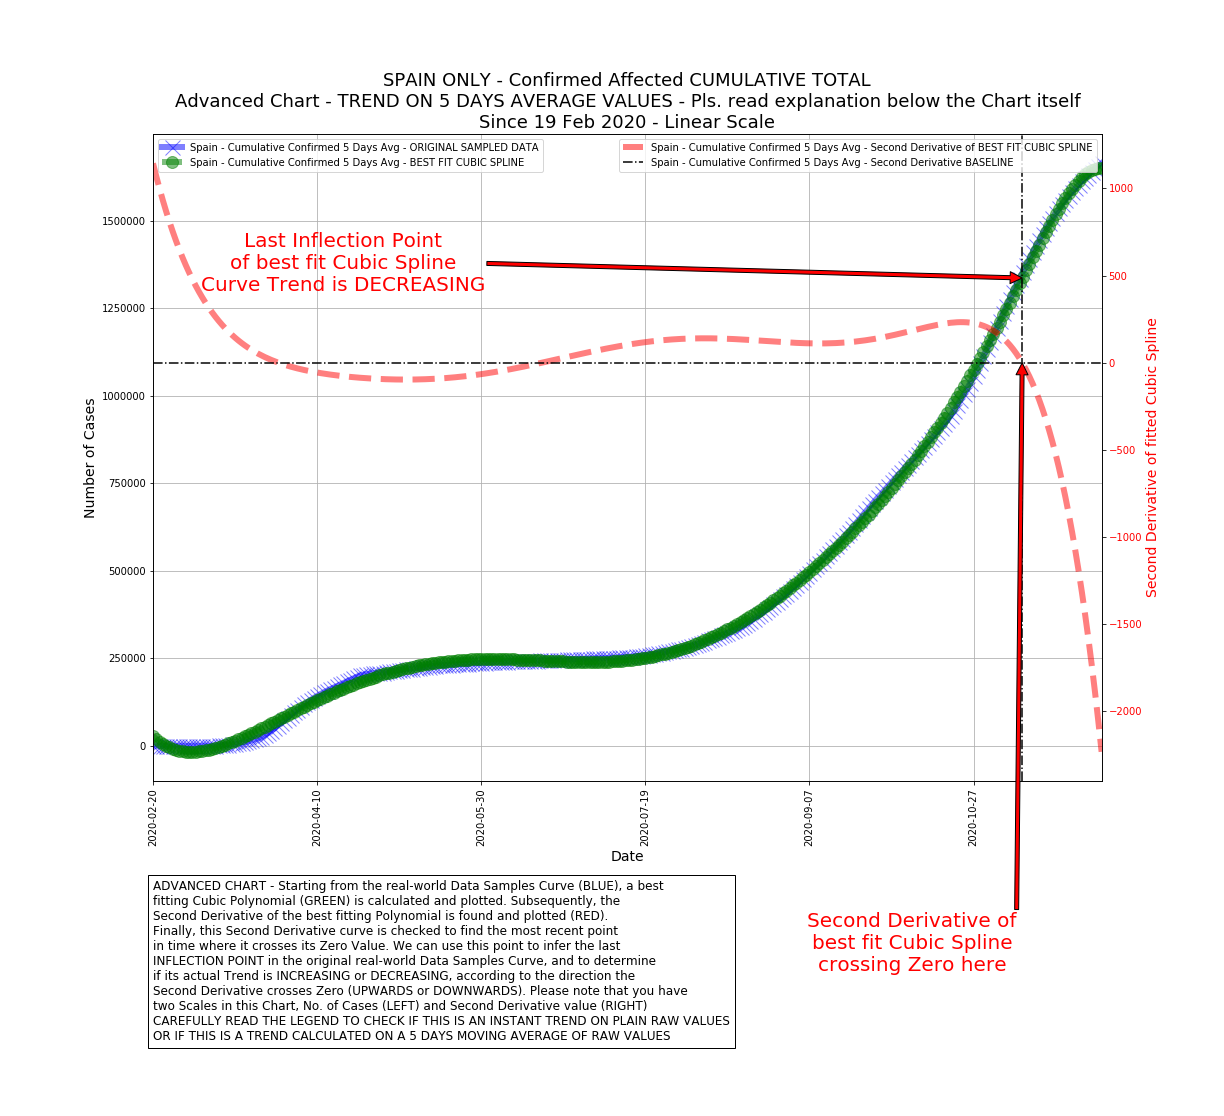 SPAIN ONLY - Confirmed Affected CUMULATIVE TOTAL
Advanced Chart - TREND ON 5 DAYS AVERAGE VALUES - Pls. read explanation below the Chart itself
Since 19 Feb 2020 - Linear Scale
Spain - Cumulative Confirmed 5 Days Avg - ORIGINAL SAMPLED DATA
Spain - Cumulative Confirmed 5 Days Avg - BEST FIT CUBIC SPLINE
Spain - Cumulative Confirmed 5 Days Avg - Second Derivative of BEST FIT CUBIC SPLINE
Spain - Cumulative Confirmed 5 Days Avg - Second Derivative BASELINE
Last Inflection Point
of best fit Cubic Spline
Curve Trend is DECREASING
Number of Cases
1500000
1250000
1000000
750000
500000
250000
0
1000
500
0
−500
−1000
−1500
−2000
Second Derivative of fitted Cubic Spline
2020-02-20
2020-04-10
2020-05-30
2020-07-19
2020-09-07
2020-10-27
Date
ADVANCED CHART - Starting from the real-world Data Samples Curve (BLUE), a best
fitting Cubic Polynomial (GREEN) is calculated and plotted. Subsequently, the
Second Derivative of the best fitting Polynomial is found and plotted (RED).
Finally, this Second Derivative curve is checked to find the most recent point
in time where it crosses its Zero Value. We can use this point to infer the last
INFLECTION POINT in the original real-world Data Samples Curve, and to determine
if its actual Trend is INCREASING or DECREASING, according to the direction the
Second Derivative crosses Zero (UPWARDS or DOWNWARDS). Please note that you have
two Scales in this Chart, No. of Cases (LEFT) and Second Derivative value (RIGHT)
CAREFULLY READ THE LEGEND TO CHECK IF THIS IS AN INSTANT TREND ON PLAIN RAW VALUES
OR IF THIS IS A TREND CALCULATED ON A 5 DAYS MOVING AVERAGE OF RAW VALUES
Second Derivative of
best fit Cubic Spline
crossing Zero here